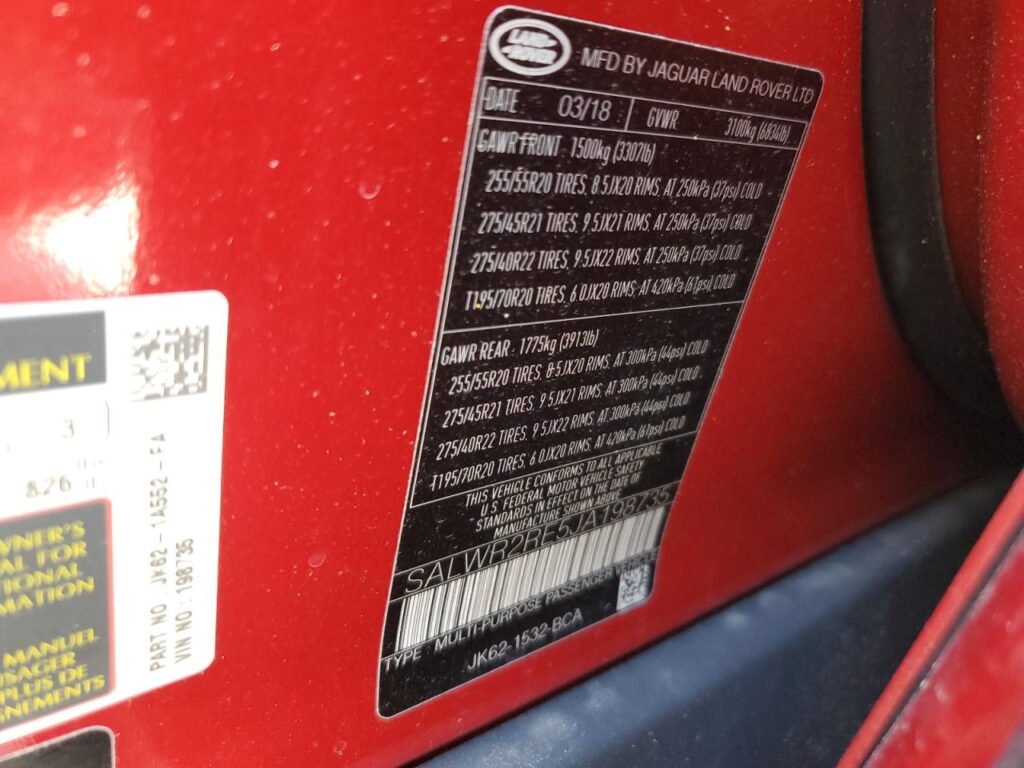 LAND
ROVER
MFD BY JAGUAR LAND ROVER LTD
DATE 03/18 GVWR 3100kg (6834lb)
GAWR FRONT 1500kg (3307lb)
255/55R20 TIRES, 8.5JX20 RIMS, AT 250kPa (37psi) COLD
275/45R21 TIRES, 9.5JX21 RIMS, AT 250kPa (37psi) COLD
275/40R22 TIRES, 9.5JX22 RIMS, AT 250kPa (37psi) COLD
T195/70R20 TIRES, 6.0JX20 RIMS, AT 420kPa (61psi) COLD
GAWR REAR 1775kg (3913lb)
255/55R20 TIRES, 8.5JX20 RIMS, AT 300kPa (44psi) COLD
275/45R21 TIRES, 9.5JX21 RIMS, AT 300kPa (44psi) COLD
275/40R22 TIRES, 9.5JX22 RIMS, AT 300kPa (44psi) COLD
T195/70R20 TIRES, 6.0JX20 RIMS, AT 420kPa (61psi) COLD
THIS VEHICLE CONFORMS TO ALL APPLICABLE
U.S. FEDERAL MOTOR VEHICLE SAFETY
STANDARDS IN EFFECT ON THE DATE OF
MANUFACTURE SHOWN ABOVE
SALWR2RE5JA198735
TYPE MULTI-PURPOSE PASSENGER VEHICLE
JK62-1532-BCA
MENT
3
826
WNER'S
AL FOR
TIONAL
MATION
MANUEL
USAGER
PLUS DE
GNEMENTS
PART NO: JK62-1A552-FA
VIN NO: 198735